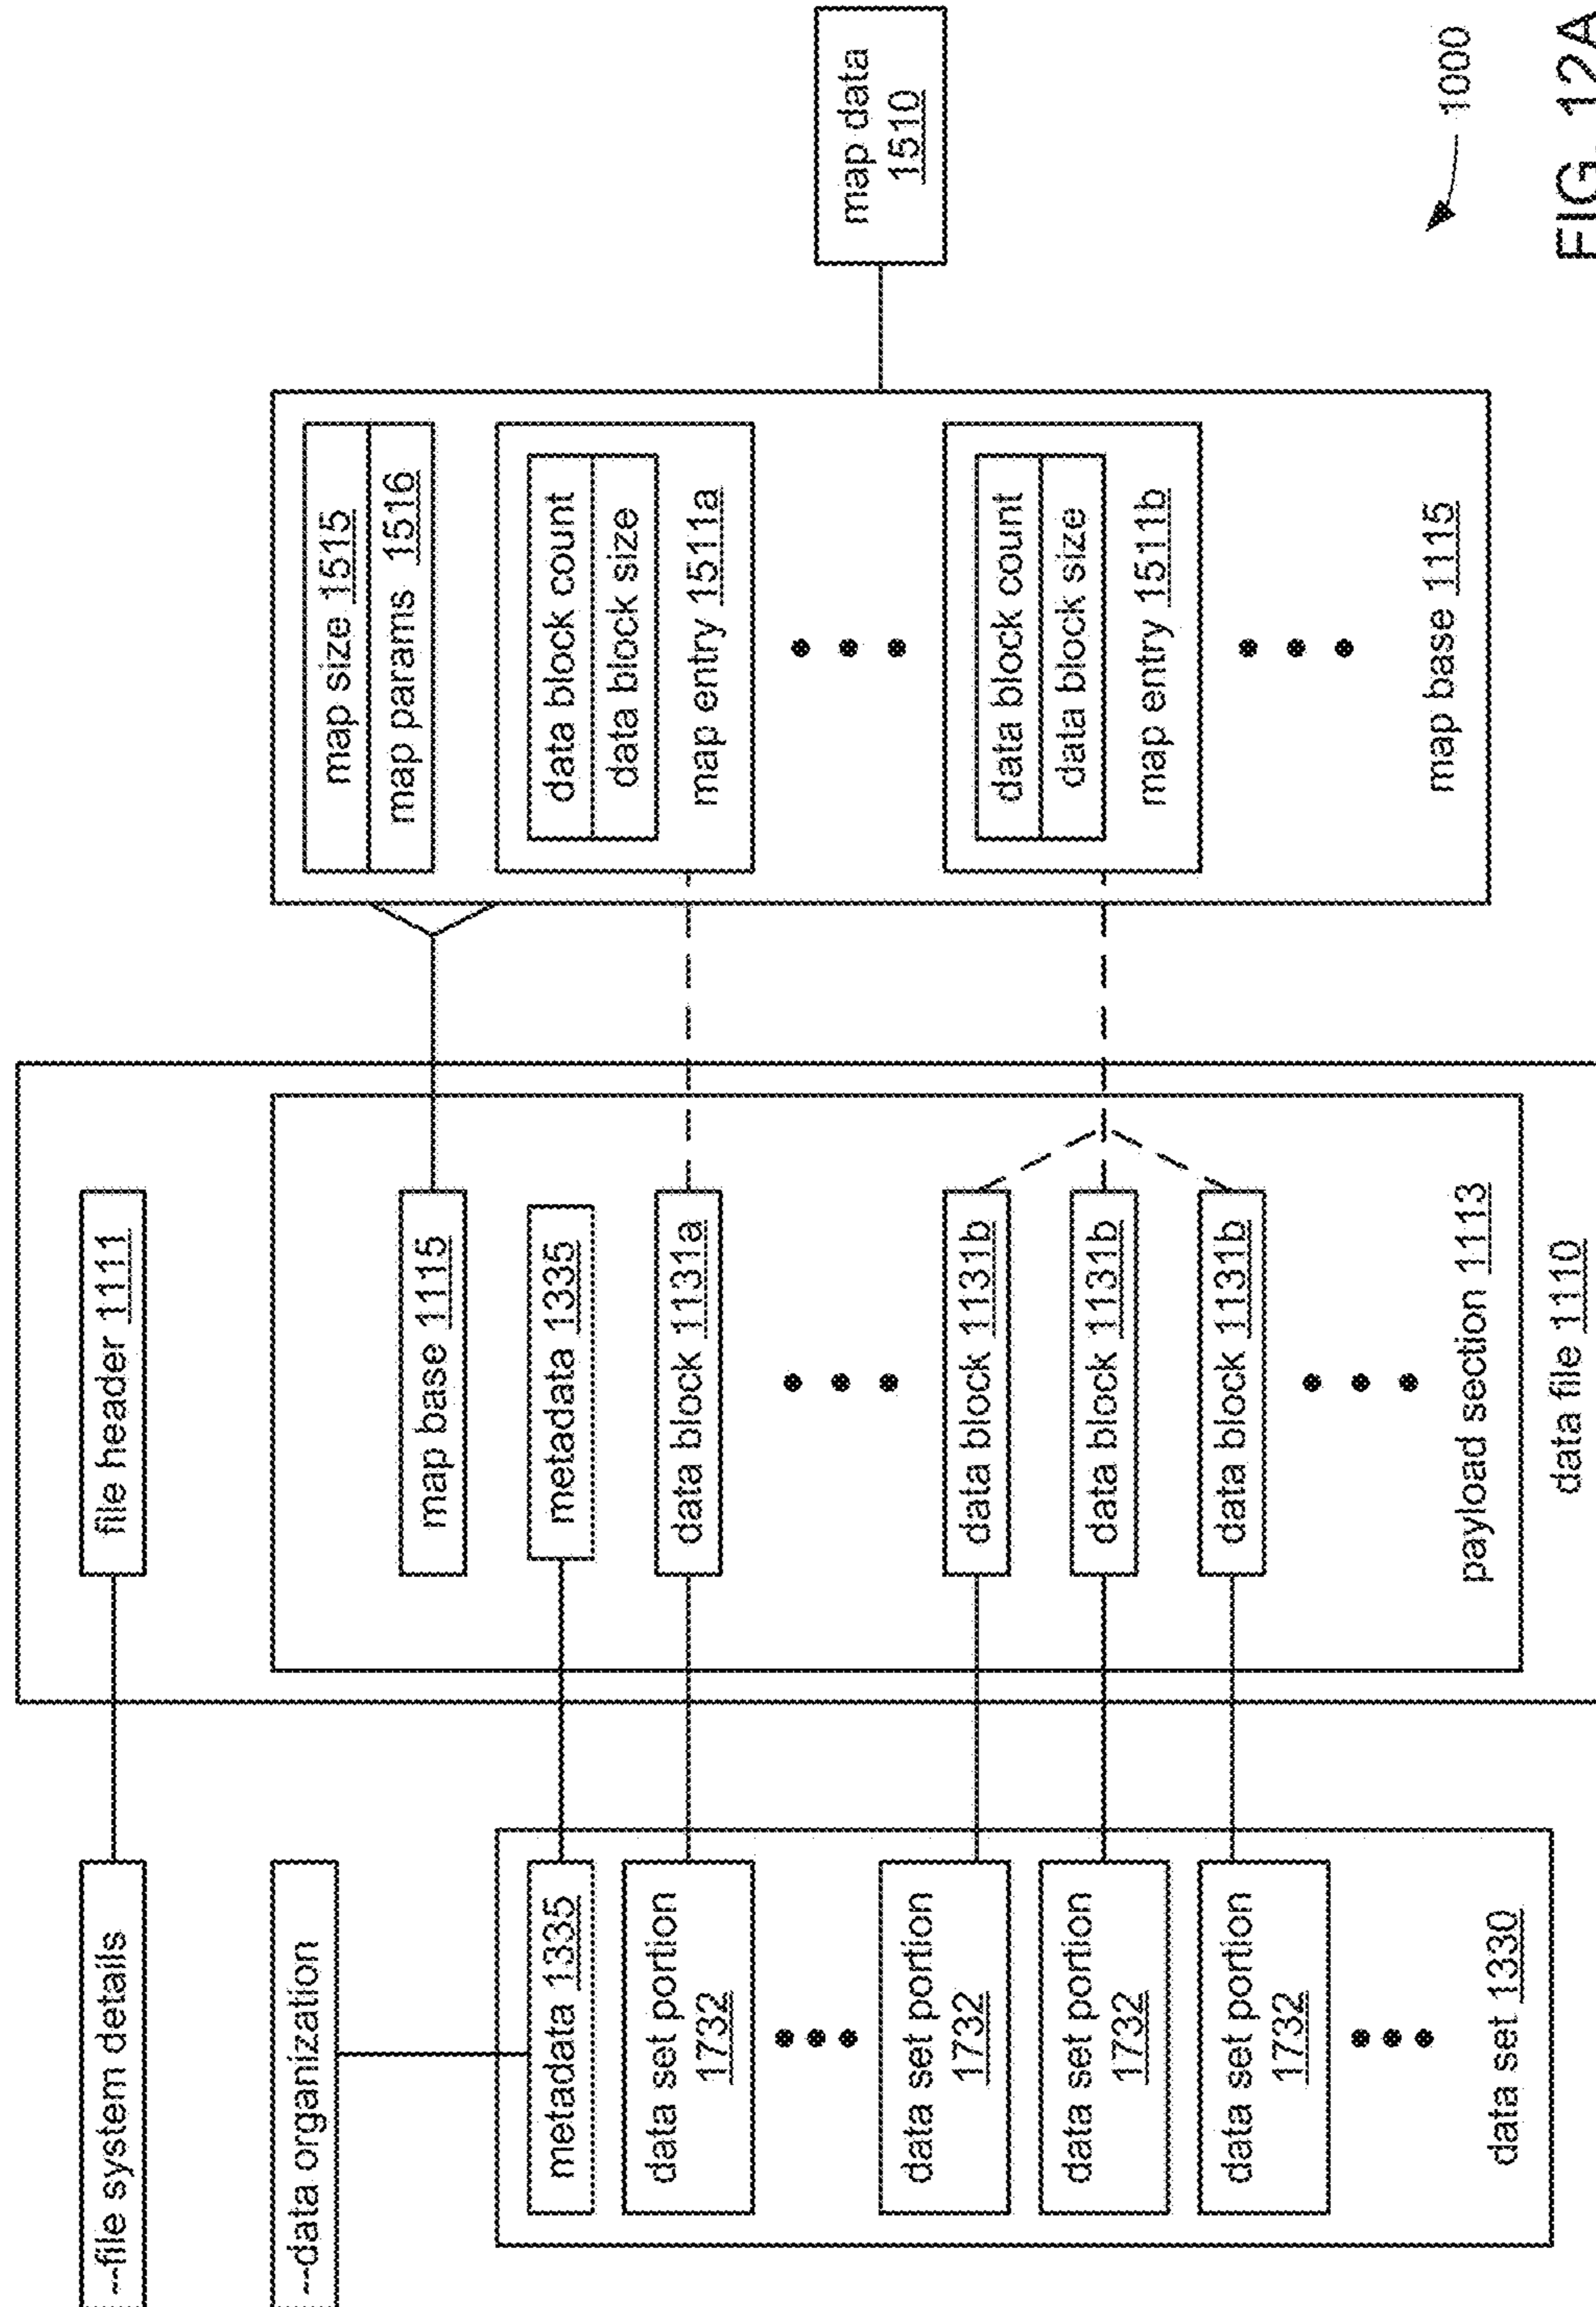 --file system details
--data organization
metadata 1335
data set portion
1732
data set portion
1732
data set portion
1732
data set portion
1732
data set 1330
file header 1111
map base 1115
metadata 1335
data block 1131a
data block 1131b
data block 1131b
data block 1131b
payload section 1113
data file 1110
map size 1515
map params 1516
data block count
data block size
map entry 1511a
data block count
data block size
map entry 1511b
map base 1115
map data
1510
1000
FIG. 12A